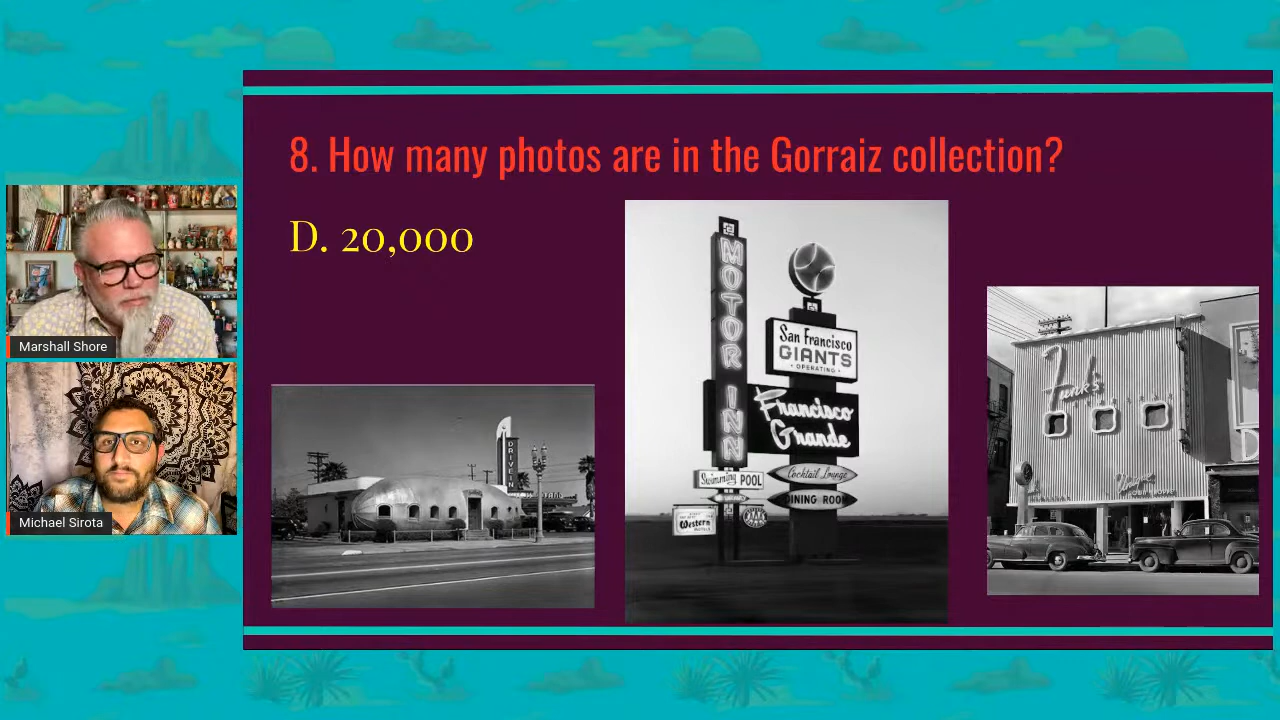 8. How many photos are in the Gorraiz collection?
D. 20,000
Marshall Shore
Michael Sirota
DRIVE IN
MOTOR INN
San Francisco
GIANTS
OPERATING
Francisco
Grande
Cocktail Lounge
Swimming POOL
DINING ROOM
Western
Funk's